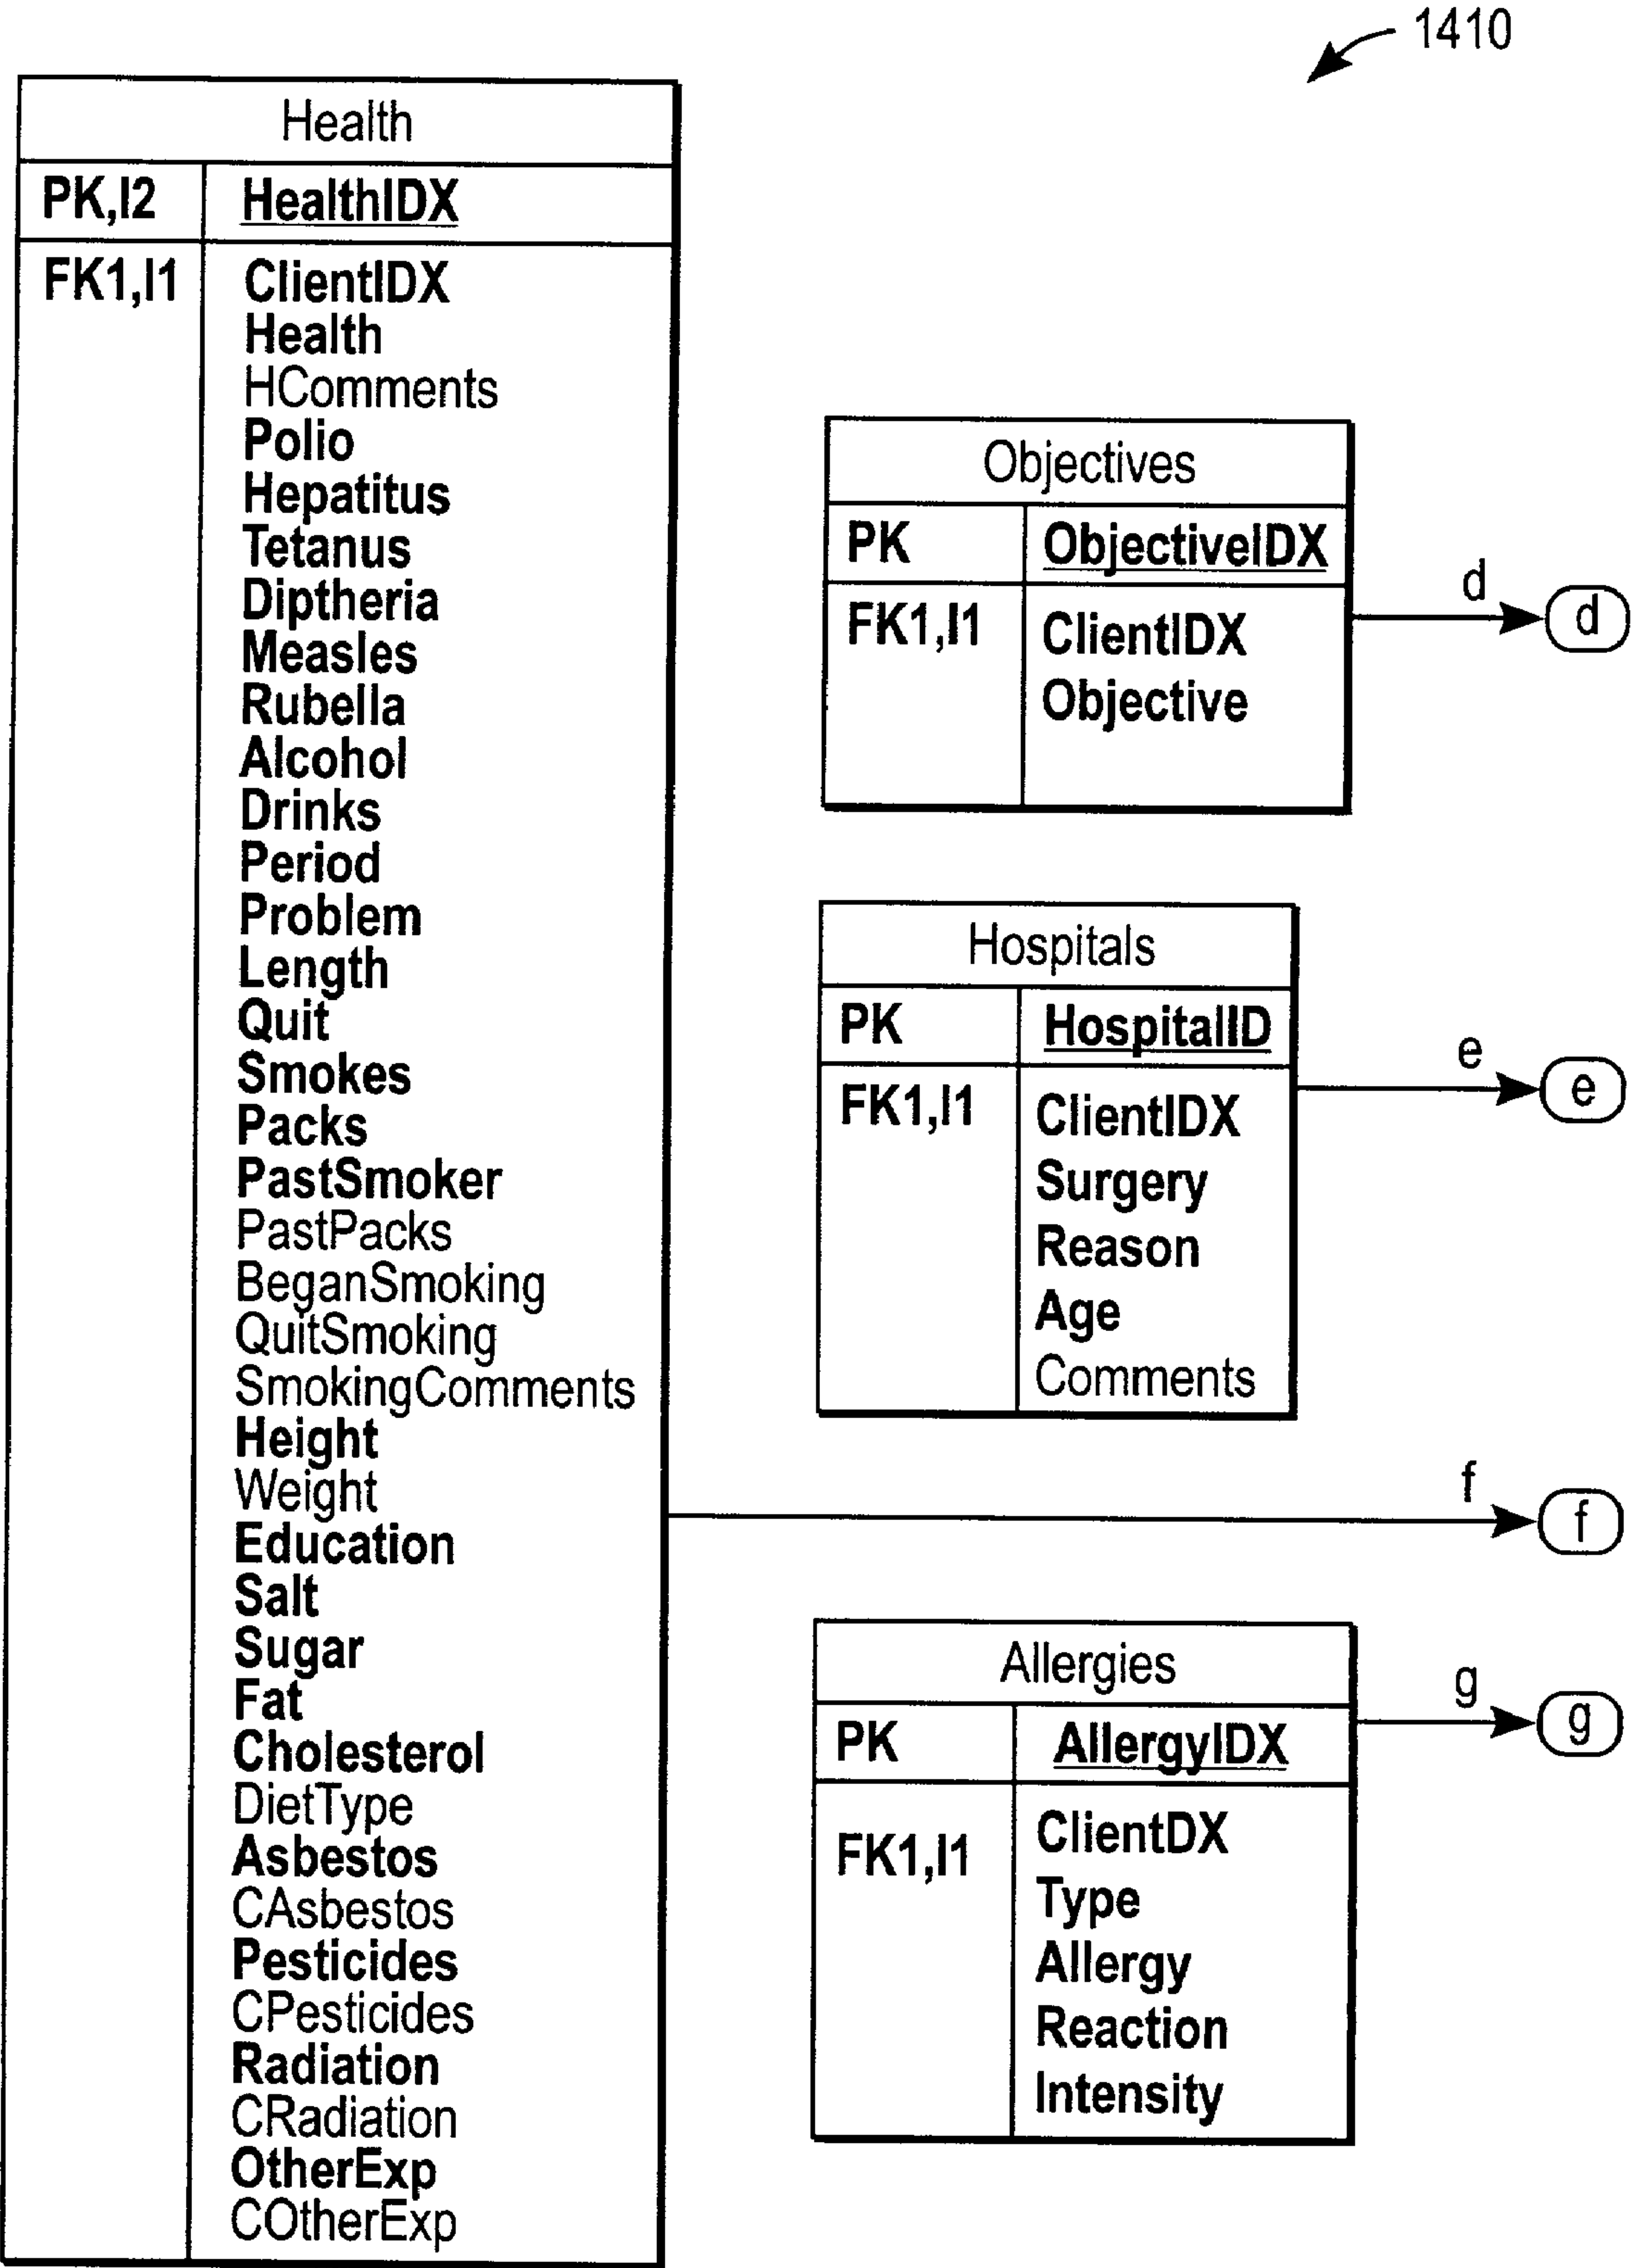 1410
Health
PK,I2 HealthIDX
FK1,I1 ClientIDX
Health
HComments
Polio
Hepatitus
Tetanus
Diptheria
Measles
Rubella
Alcohol
Drinks
Period
Problem
Length
Quit
Smokes
Packs
PastSmoker
PastPacks
BeganSmoking
QuitSmoking
SmokingComments
Height
Weight
Education
Salt
Sugar
Fat
Cholesterol
DietType
Asbestos
CAsbestos
Pesticides
CPesticides
Radiation
CRadiation
OtherExp
COtherExp
Objectives
PK ObjectiveIDX
FK1,I1 ClientIDX
Objective
d
d
Hospitals
PK HospitalID
FK1,I1 ClientIDX
Surgery
Reason
Age
Comments
e
e
f
f
Allergies
PK AllergyIDX
FK1,I1 ClientDX
Type
Allergy
Reaction
Intensity
g
g